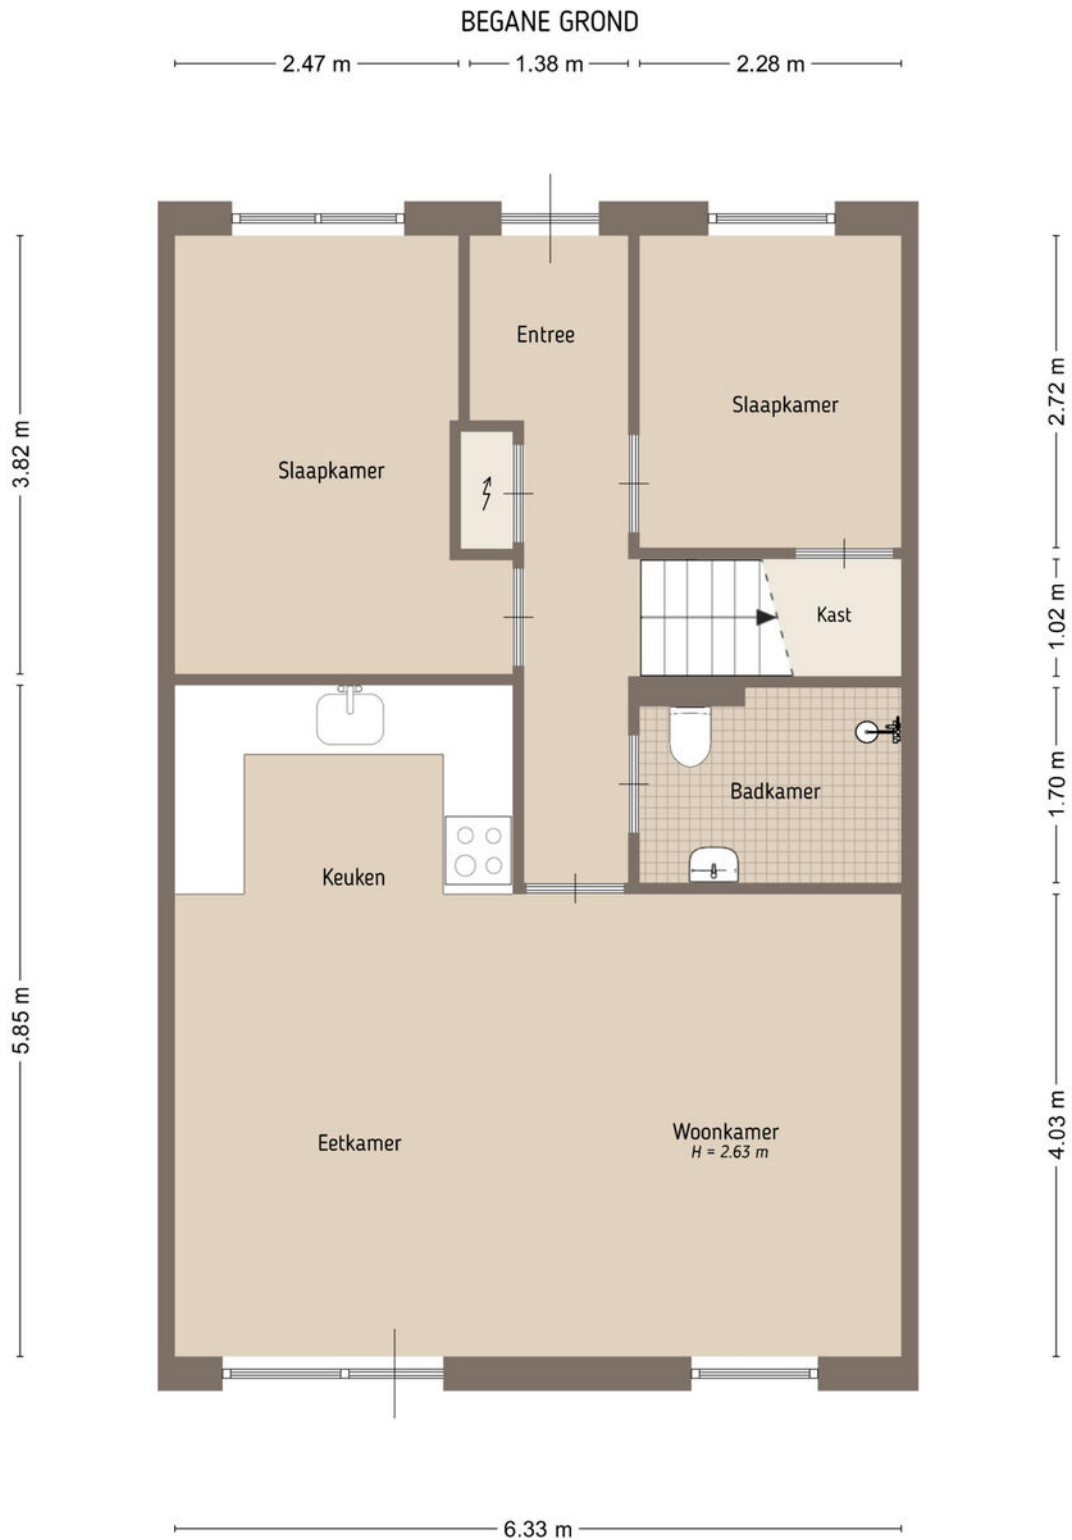 BEGANE GROND
2.47 m 1.38 m 2.28 m
Entree
Slaapkamer
2.72 m
3.82 m
Slaapkamer
Kast
1.02 m
Badkamer
1.70 m
Keuken
5.85 m
Eetkamer
Woonkamer
H = 2.63 m
4.03 m
6.33 m